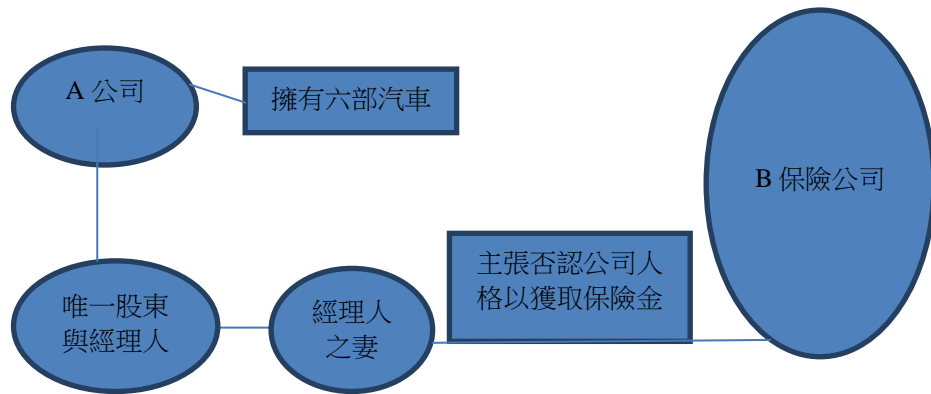 A 公司
擁有六部汽車
B 保險公司
主張否認公司人
格以獲取保險金
唯一股東
與經理人
經理人
之妻